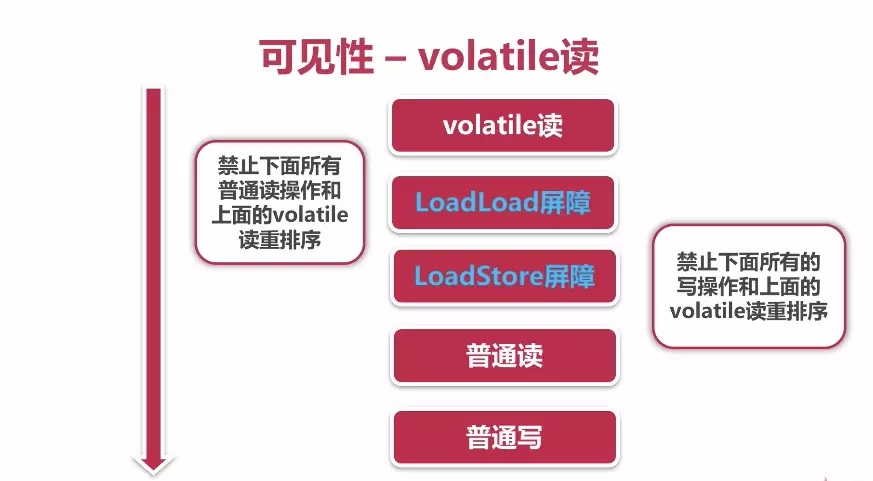 可见性 – volatile读
volatile读
禁止下面所有
普通读操作和
上面的volatile
读重排序
LoadLoad屏障
LoadStore屏障
禁止下面所有的
写操作和上面的
volatile读重排序
普通读
普通写